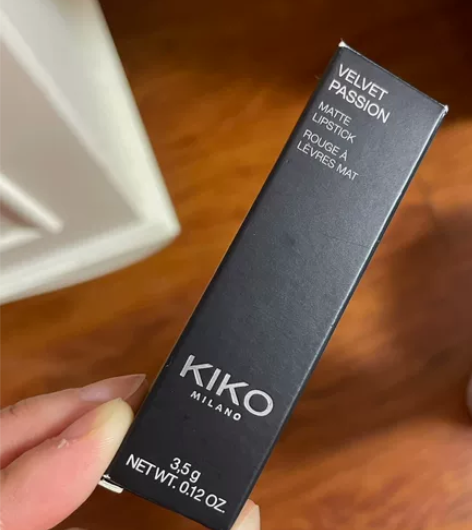 VELVET
PASSION
MATTE
LIPSTICK
ROUGE À
LÈVRES MAT
KIKO
MILANO
3,5 g
NET WT. 0.12 OZ.